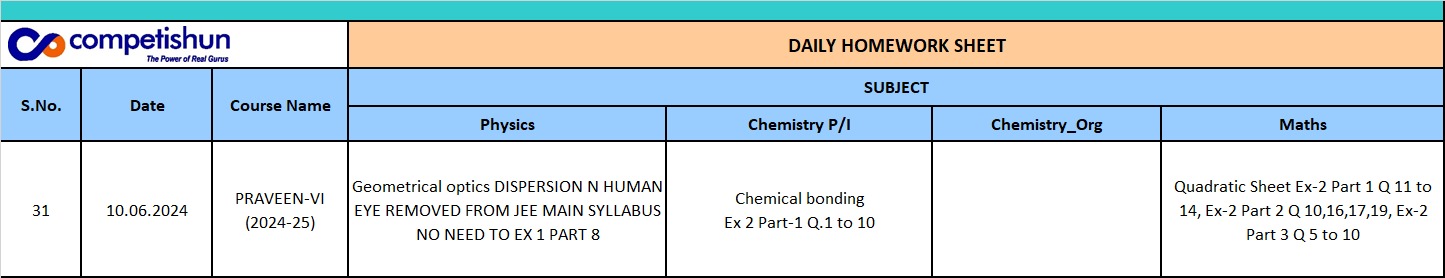 competishun
The Power of Real Gurus
DAILY HOMEWORK SHEET
S.No.
Date
Course Name
SUBJECT
Physics
Chemistry P/I
Chemistry_Org
Maths
31
10.06.2024
PRAVEEN-VI
(2024-25)
Geometrical optics DISPERSION N HUMAN
EYE REMOVED FROM JEE MAIN SYLLABUS
NO NEED TO EX 1 PART 8
Chemical bonding
Ex 2 Part-1 Q.1 to 10
Quadratic Sheet Ex-2 Part 1 Q 11 to
14, Ex-2 Part 2 Q 10,16,17,19, Ex-2
Part 3 Q 5 to 10